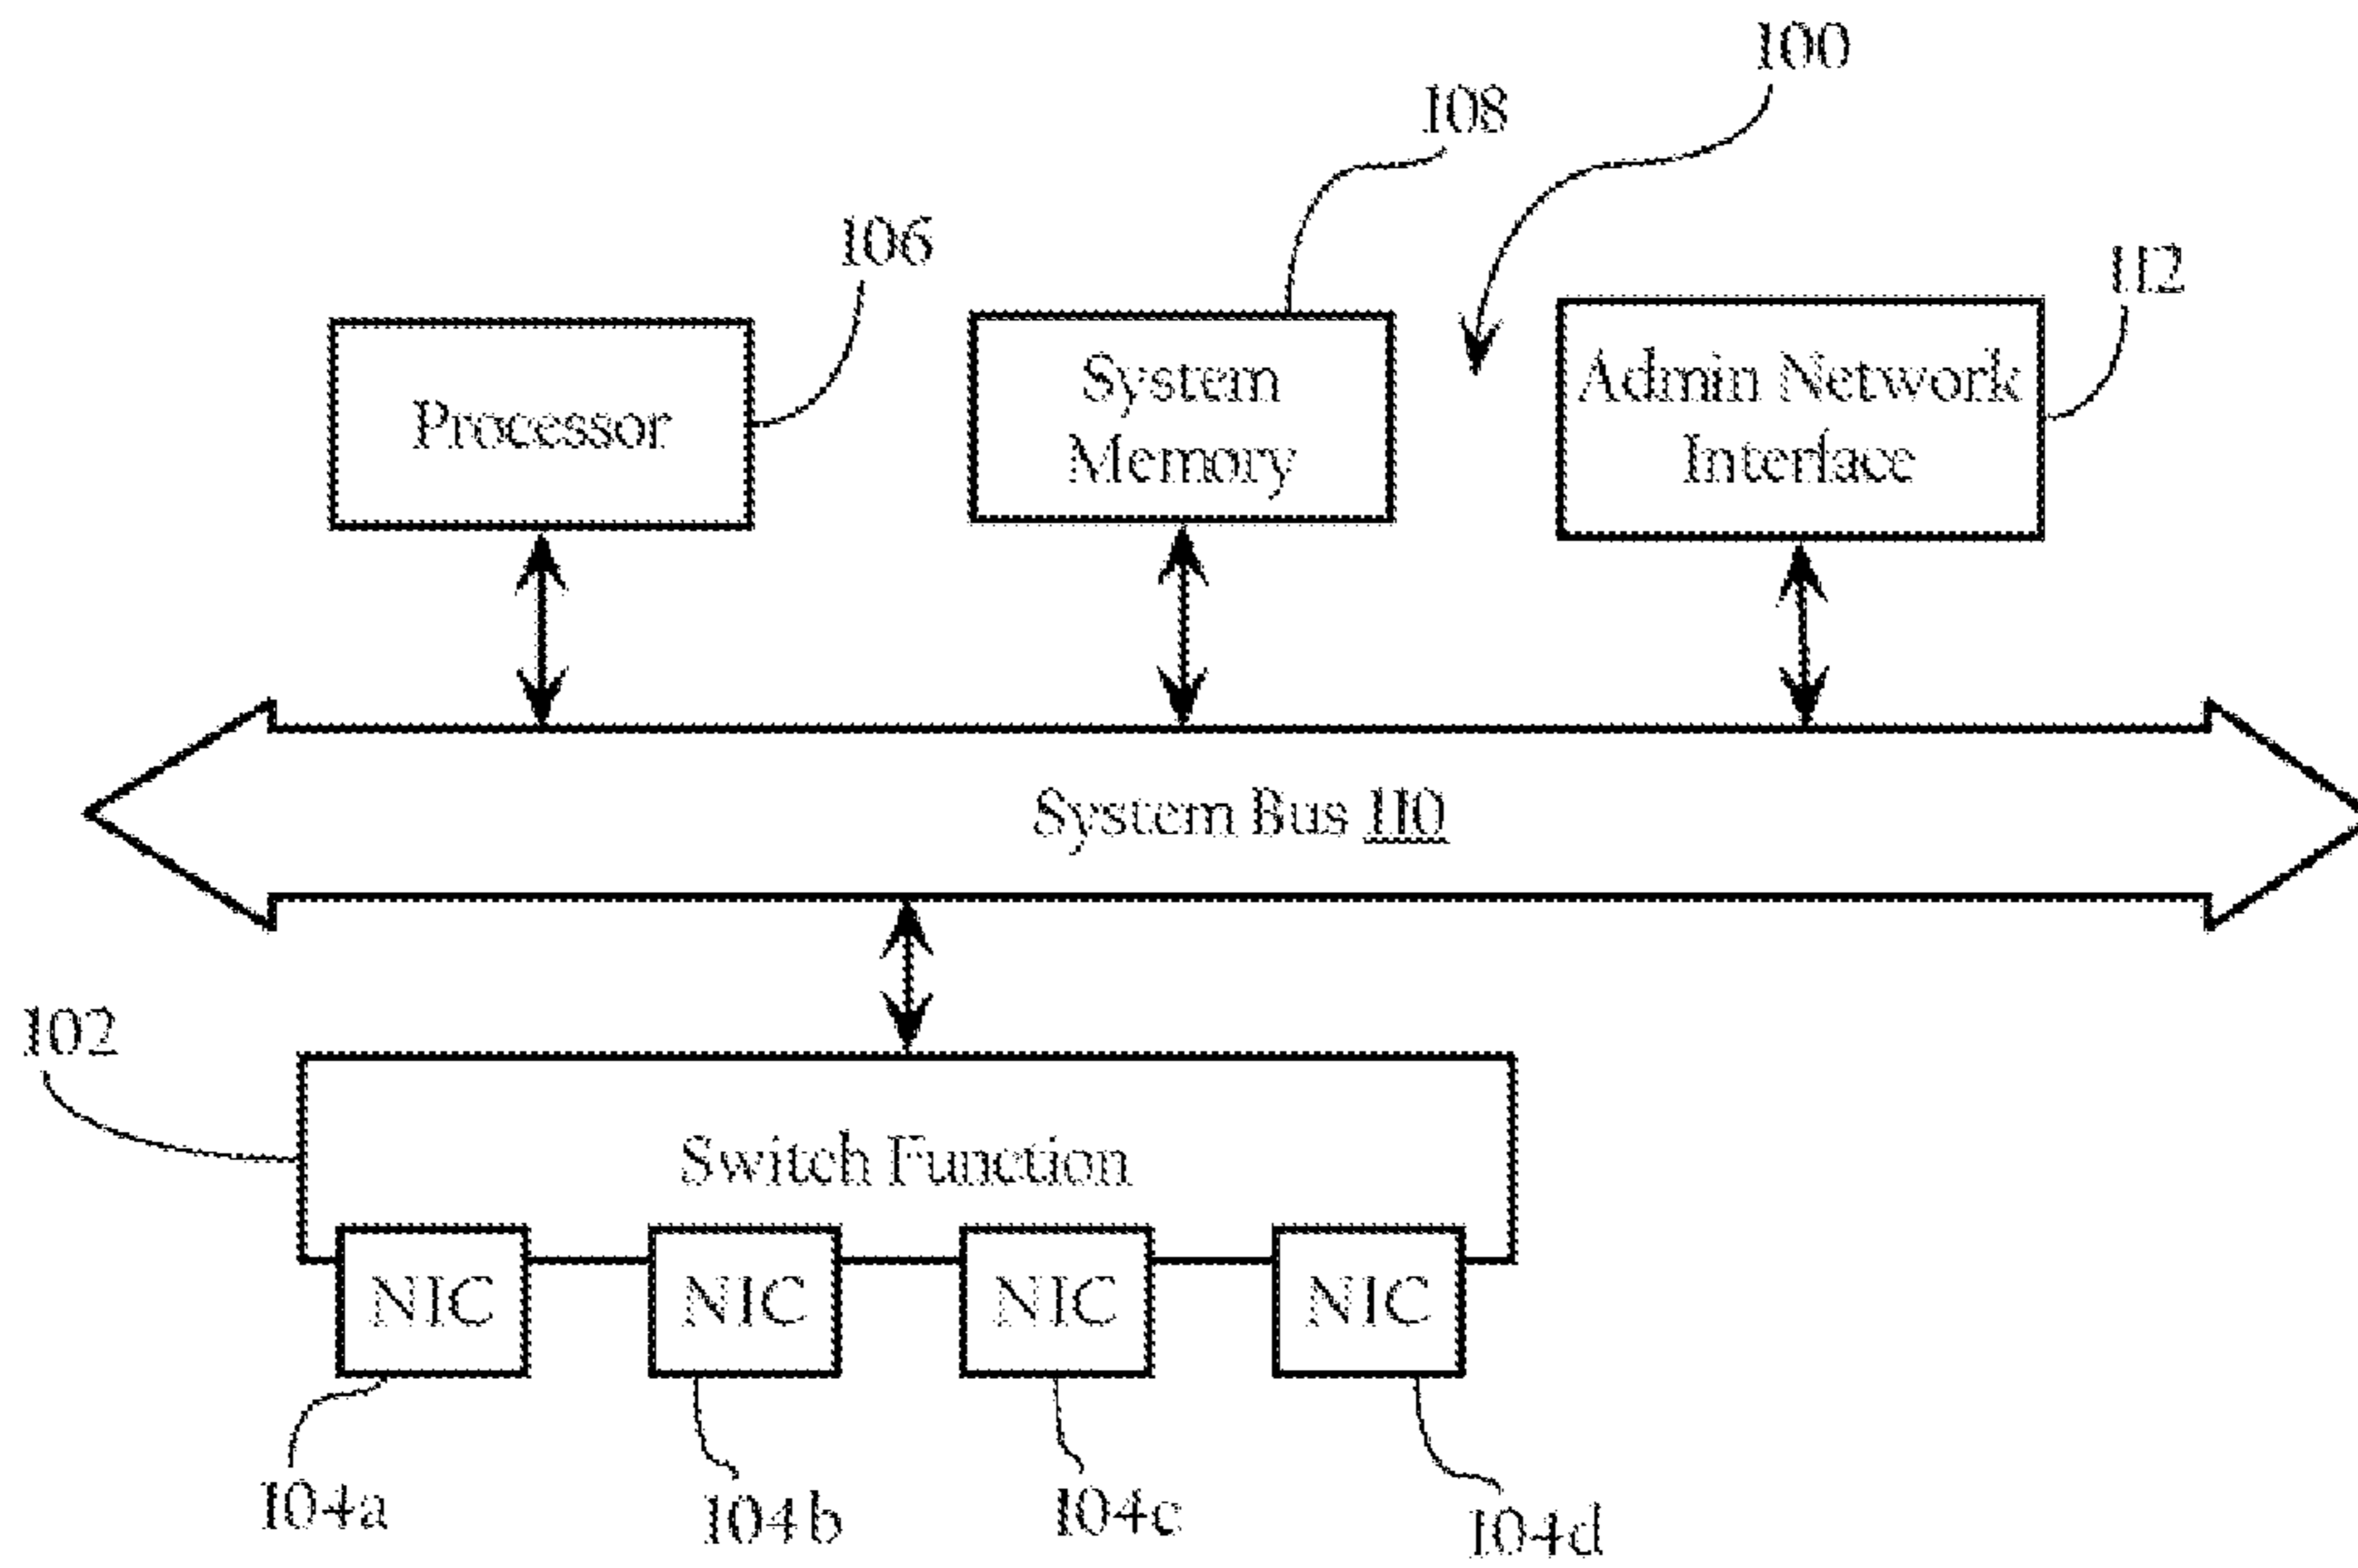 100
108
106
112
Processor
System
Memory
Admin Network
Interface
System Bus 110
102
Switch Function
NIC NIC NIC NIC
104a 104b 104c 104d